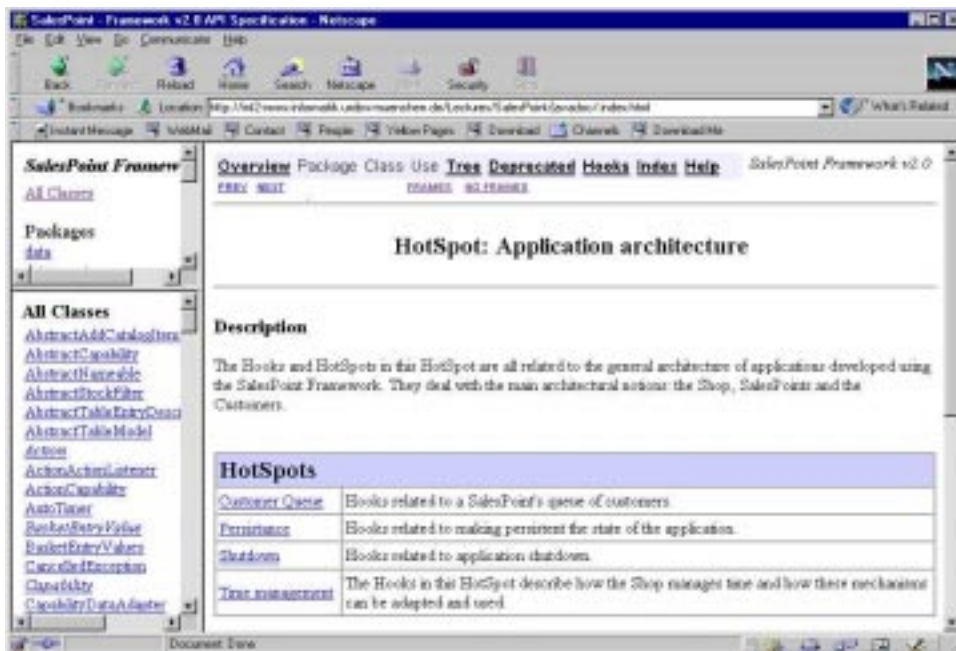 SalesPoint - Framework v2.0 API Specification - Netscape
File Edit View Go Communicator Help
Back Reload Home Search Netscape Security
Bookmarks Location What's Related
Instant Message WebMail Contact People Yellow Pages Download Channels
SalesPoint Framew
All Classes
Packages
data
All Classes
AbstractAddCatalogItem
AbstractCapability
AbstractNameable
AbstractStockFilter
AbstractTableEntryDescr
AbstractTableModel
Action
ActionActionListener
ActionCapability
AutoTimer
BasketEntryValue
BasketEntryValues
CancelledException
Capability
CapabilityDataAdapter
Overview Package Class Use Tree Deprecated Hooks Index Help
SalesPoint Framework v2.0
PREV NEXT FRAMES NO FRAMES
HotSpot: Application architecture
Description
The Hooks and HotSpots in this HotSpot are all related to the general architecture of applications developed using
the SalesPoint Framework. They deal with the main architectural notions: the Shop, SalesPoints and the
Customers.
HotSpots
Customer Queue Hooks related to a SalesPoint's queue of customers.
Persistance Hooks related to making persistent the state of the application.
Shutdown Hooks related to application shutdown.
Time management The Hooks in this HotSpot describe how the Shop manages time and how these mechanisms
can be adapted and used
Document: Done